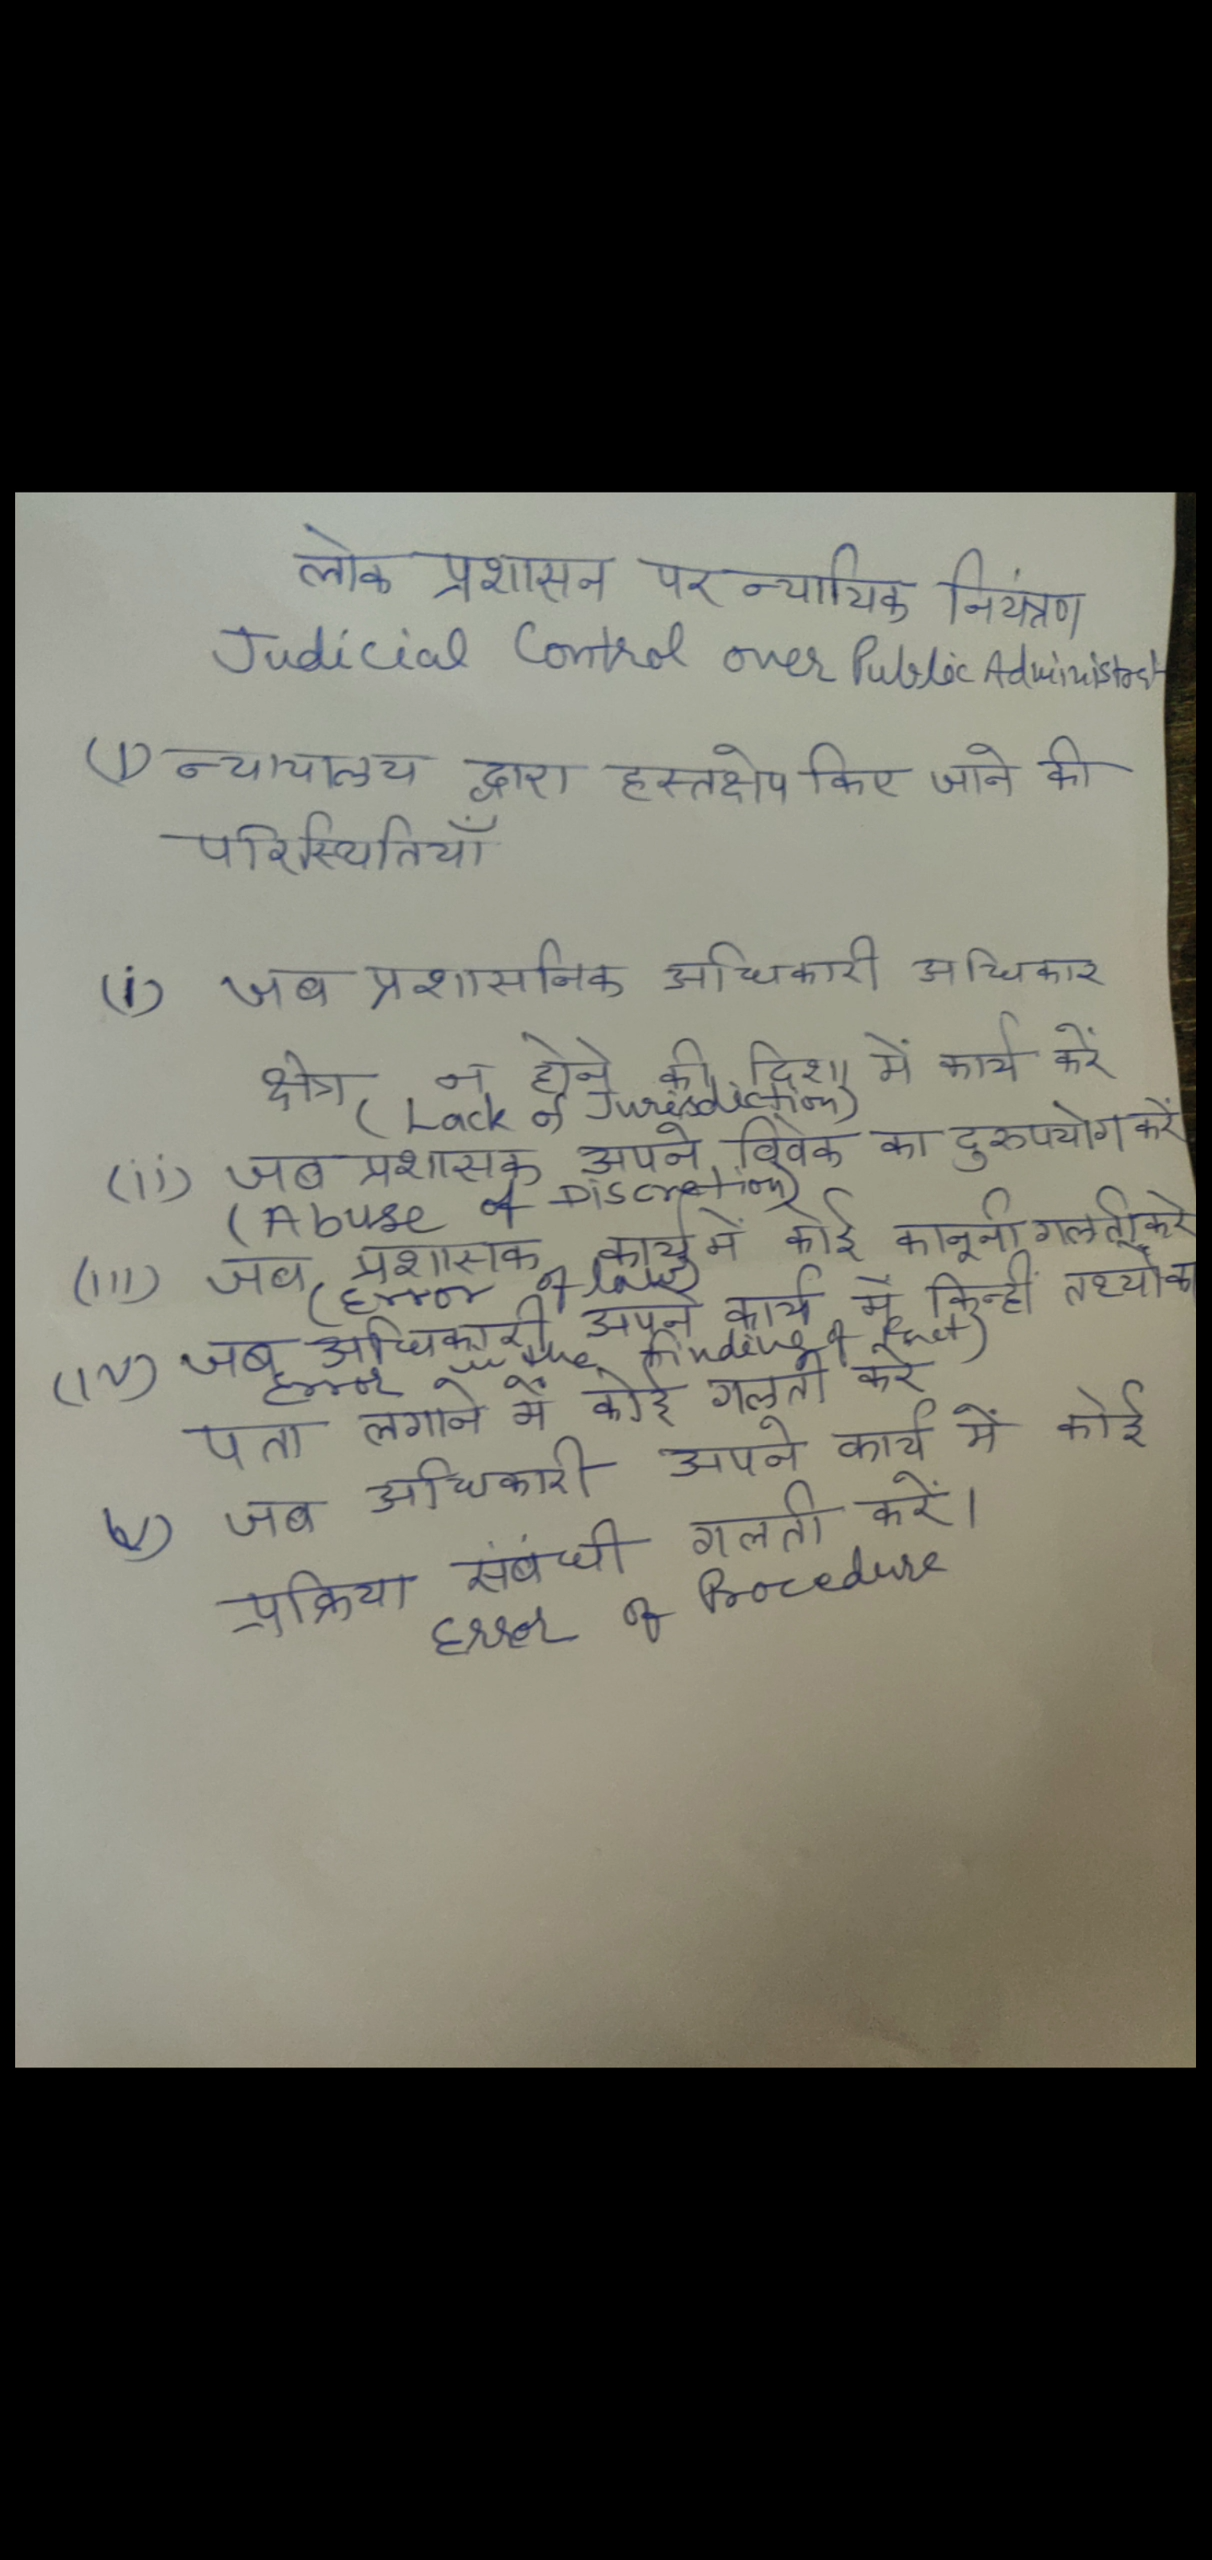 लोक प्रशासन पर न्यायिक नियंत्रण
Judicial Control over Public Administrat
(1) न्यायालय द्वारा हस्तक्षेप किए जाने की
परिस्थितियाँ
(i) जब प्रशासनिक अधिकारी अधिकार
क्षेत्र न होने की दिशा में कार्य करें
(Lack of Jurisdiction)
(ii) जब प्रशासक अपने विवेक का दुरुपयोग करें
(Abuse of Discretion)
(iii) जब प्रशासक कार्य में कोई कानूनी गलती करे
(Error of law)
(iv) जब अधिकारी अपने कार्य में किन्हीं तथ्यों का
Error in the finding of fact)
पता लगाने में कोई गलती करे
(v) जब अधिकारी अपने कार्य में कोई
प्रक्रिया संबंधी गलती करें।
Error of Procedure